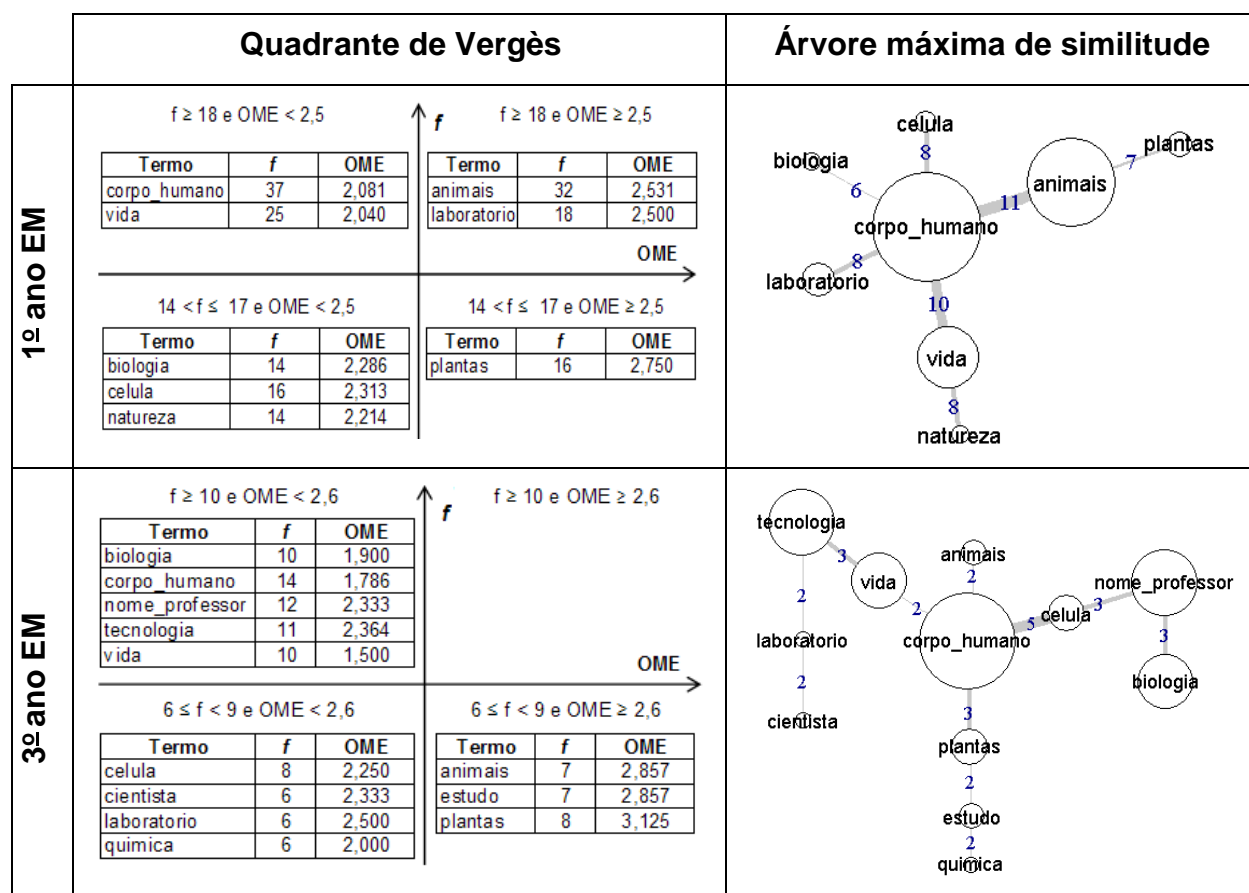 Quadrante de Vergès
Árvore máxima de similitude
1º ano EM
f ≥ 18 e OME < 2,5
f
f ≥ 18 e OME ≥ 2,5
Termo f OME
corpo_humano 37 2,081
vida 25 2,040
Termo f OME
animais 32 2,531
laboratorio 18 2,500
OME
14 < f ≤ 17 e OME < 2,5
14 < f ≤ 17 e OME ≥ 2,5
Termo f OME
biologia 14 2,286
celula 16 2,313
natureza 14 2,214
Termo f OME
plantas 16 2,750
celula
8
biologia
6
plantas
7
animais
11
corpo_humano
8
laboratorio
10
vida
8
natureza
3º ano EM
f ≥ 10 e OME < 2,6
f
f ≥ 10 e OME ≥ 2,6
Termo f OME
biologia 10 1,900
corpo_humano 14 1,786
nome_professor 12 2,333
tecnologia 11 2,364
vida 10 1,500
OME
6 ≤ f < 9 e OME < 2,6
6 ≤ f < 9 e OME ≥ 2,6
Termo f OME
celula 8 2,250
cientista 6 2,333
laboratorio 6 2,500
quimica 6 2,000
Termo f OME
animais 7 2,857
estudo 7 2,857
plantas 8 3,125
tecnologia
3
vida
2
animais
2
nome_professor
3
celula
5
corpo_humano
2
laboratorio
2
cientista
3
biologia
3
plantas
2
estudo
2
quimica